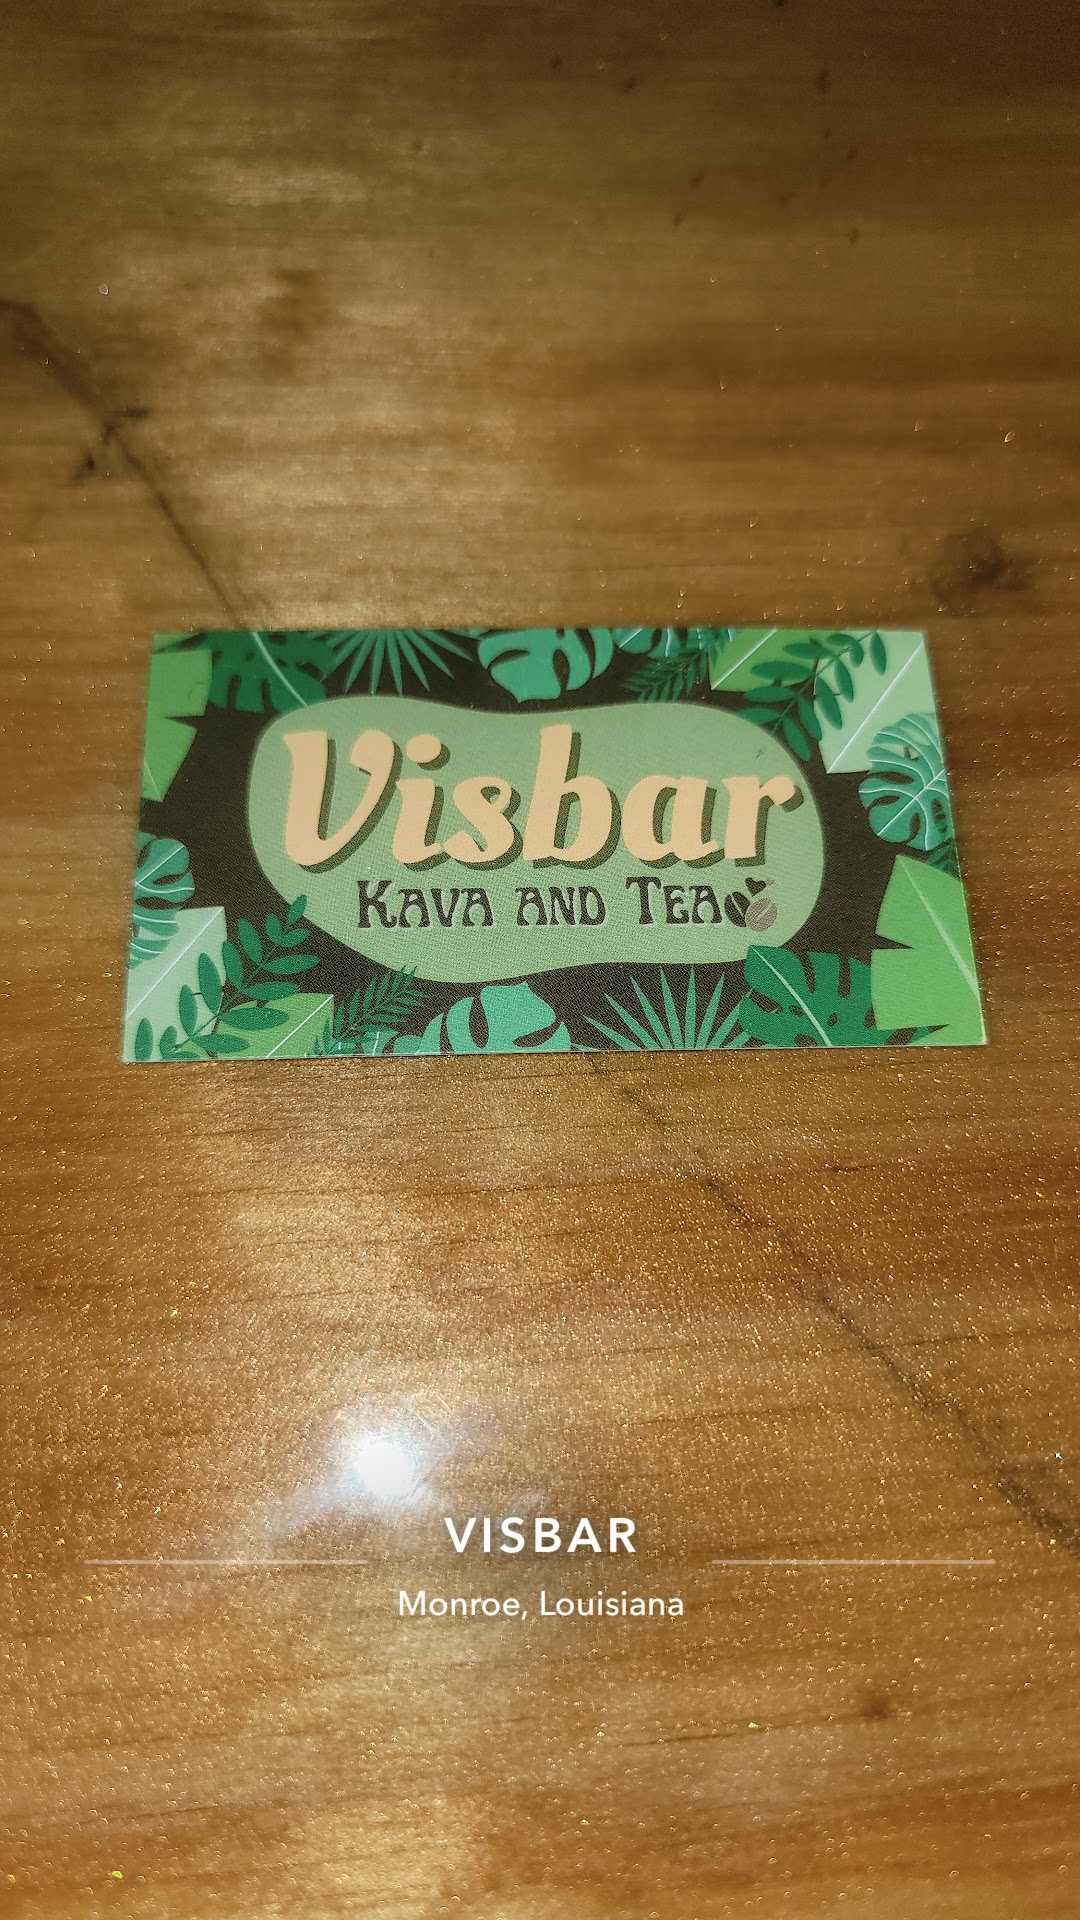 Visbar
Kava and Tea
VISBAR
Monroe, Louisiana